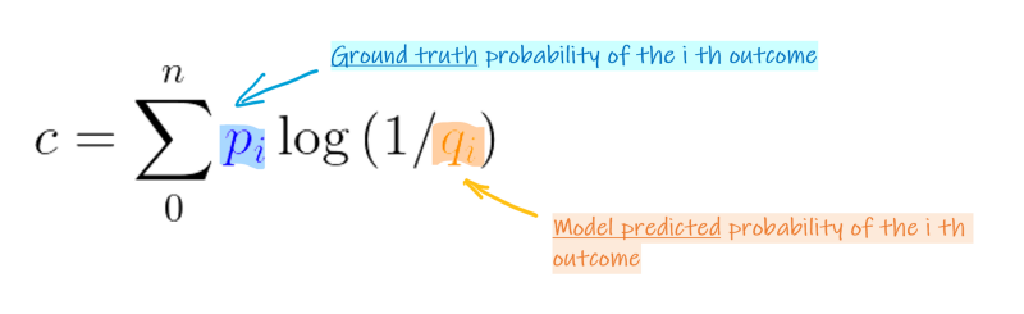 Ground truth probability of the i th outcome
n
c = ∑ p_i log (1/q_i)
0
Model predicted probability of the i th
outcome